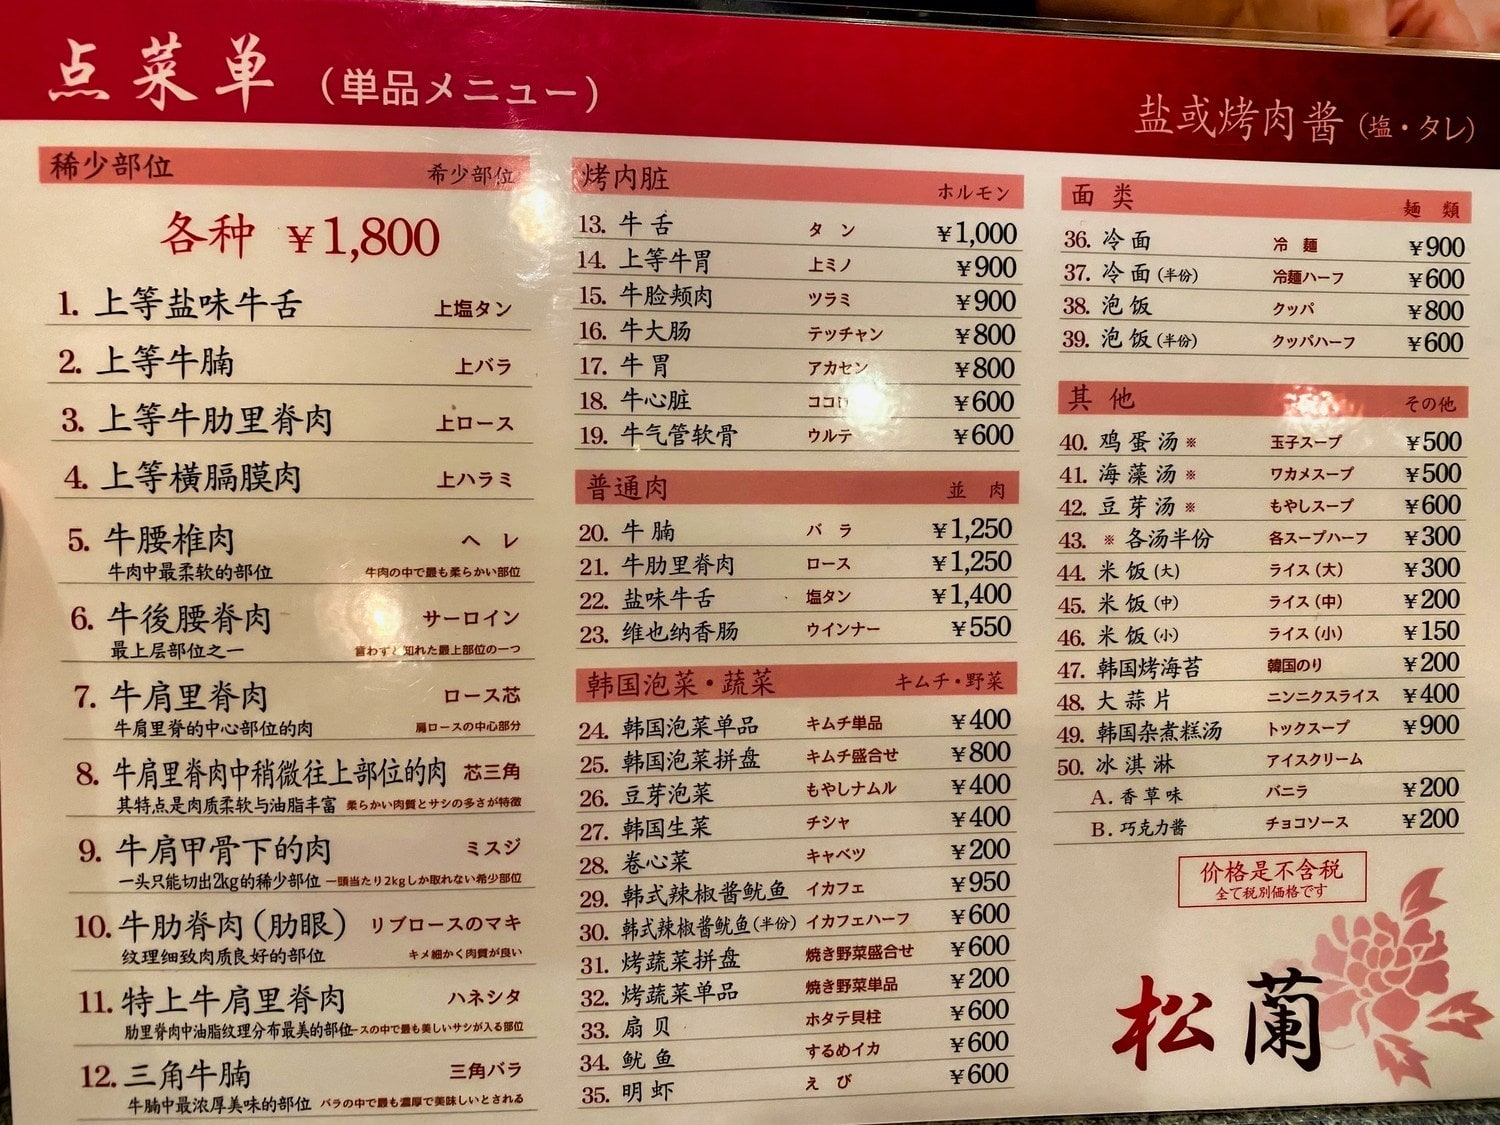 点菜单 (単品メニュー)
盐或烤肉酱 (塩・タレ)
稀少部位 希少部位
各种 ¥1,800
1. 上等盐味牛舌 上塩タン
2. 上等牛腩 上バラ
3. 上等牛肋里脊肉 上ロース
4. 上等横膈膜肉 上ハラミ
5. 牛腰椎肉 ヘレ
牛肉中最柔软的部位 牛肉の中で最も柔らかい部位
6. 牛後腰脊肉 サーロイン
最上层部位之一 言わずと知れた最上部位の一つ
7. 牛肩里脊肉 ロース芯
牛肩里脊的中心部位的肉 肩ロースの中心部分
8. 牛肩里脊肉中稍微往上部位的肉 芯三角
其特点是肉质柔软与油脂丰富 柔らかい肉質とサシの多さが特徴
9. 牛肩甲骨下的肉 ミスジ
一头只能切出2kg的稀少部位 一頭当たり2kgしか取れない希少部位
10. 牛肋脊肉(肋眼) リブロースのマキ
纹理细致肉质良好的部位 キメ細かく肉質が良い
11. 特上牛肩里脊肉 ハネシタ
肋里脊肉中油脂纹理分布最美的部位 ースの中で最も美しいサシが入る部位
12. 三角牛腩 三角バラ
牛腩中最浓厚美味的部位 バラの中で最も濃厚で美味しいとされる
烤内脏 ホルモン
13. 牛舌 タン ¥1,000
14. 上等牛胃 上ミノ ¥900
15. 牛脸颊肉 ツラミ ¥900
16. 牛大肠 テッチャン ¥800
17. 牛胃 アカセン ¥800
18. 牛心脏 ココ ¥600
19. 牛气管软骨 ウルテ ¥600
普通肉 並肉
20. 牛腩 バラ ¥1,250
21. 牛肋里脊肉 ロース ¥1,250
22. 盐味牛舌 塩タン ¥1,400
23. 维也纳香肠 ウインナー ¥550
韩国泡菜・蔬菜 キムチ・野菜
24. 韩国泡菜单品 キムチ単品 ¥400
25. 韩国泡菜拼盘 キムチ盛合せ ¥800
26. 豆芽泡菜 もやしナムル ¥400
27. 韩国生菜 チシャ ¥400
28. 卷心菜 キャベツ ¥200
29. 韩式辣椒酱鱿鱼 イカフェ ¥950
30. 韩式辣椒酱鱿鱼(半份) イカフェハーフ ¥600
31. 烤蔬菜拼盘 焼き野菜盛合せ ¥600
32. 烤蔬菜单品 焼き野菜単品 ¥200
33. 扇贝 ホタテ貝柱 ¥600
34. 鱿鱼 するめイカ ¥600
35. 明虾 えび ¥600
面类 麺類
36. 冷面 冷麺 ¥900
37. 冷面(半份) 冷麺ハーフ ¥600
38. 泡饭 クッパ ¥800
39. 泡饭(半份) クッパハーフ ¥600
其他 その他
40. 鸡蛋汤※ 玉子スープ ¥500
41. 海藻汤※ ワカメスープ ¥500
42. 豆芽汤※ もやしスープ ¥600
43. ※各汤半份 各スープハーフ ¥300
44. 米饭(大) ライス(大) ¥300
45. 米饭(中) ライス(中) ¥200
46. 米饭(小) ライス(小) ¥150
47. 韩国烤海苔 韓国のり ¥200
48. 大蒜片 ニンニクスライス ¥400
49. 韩国杂煮糕汤 トックスープ ¥900
50. 冰淇淋 アイスクリーム
A. 香草味 バニラ ¥200
B. 巧克力酱 チョコソース ¥200
价格是不含税
全て税別価格です
松蘭